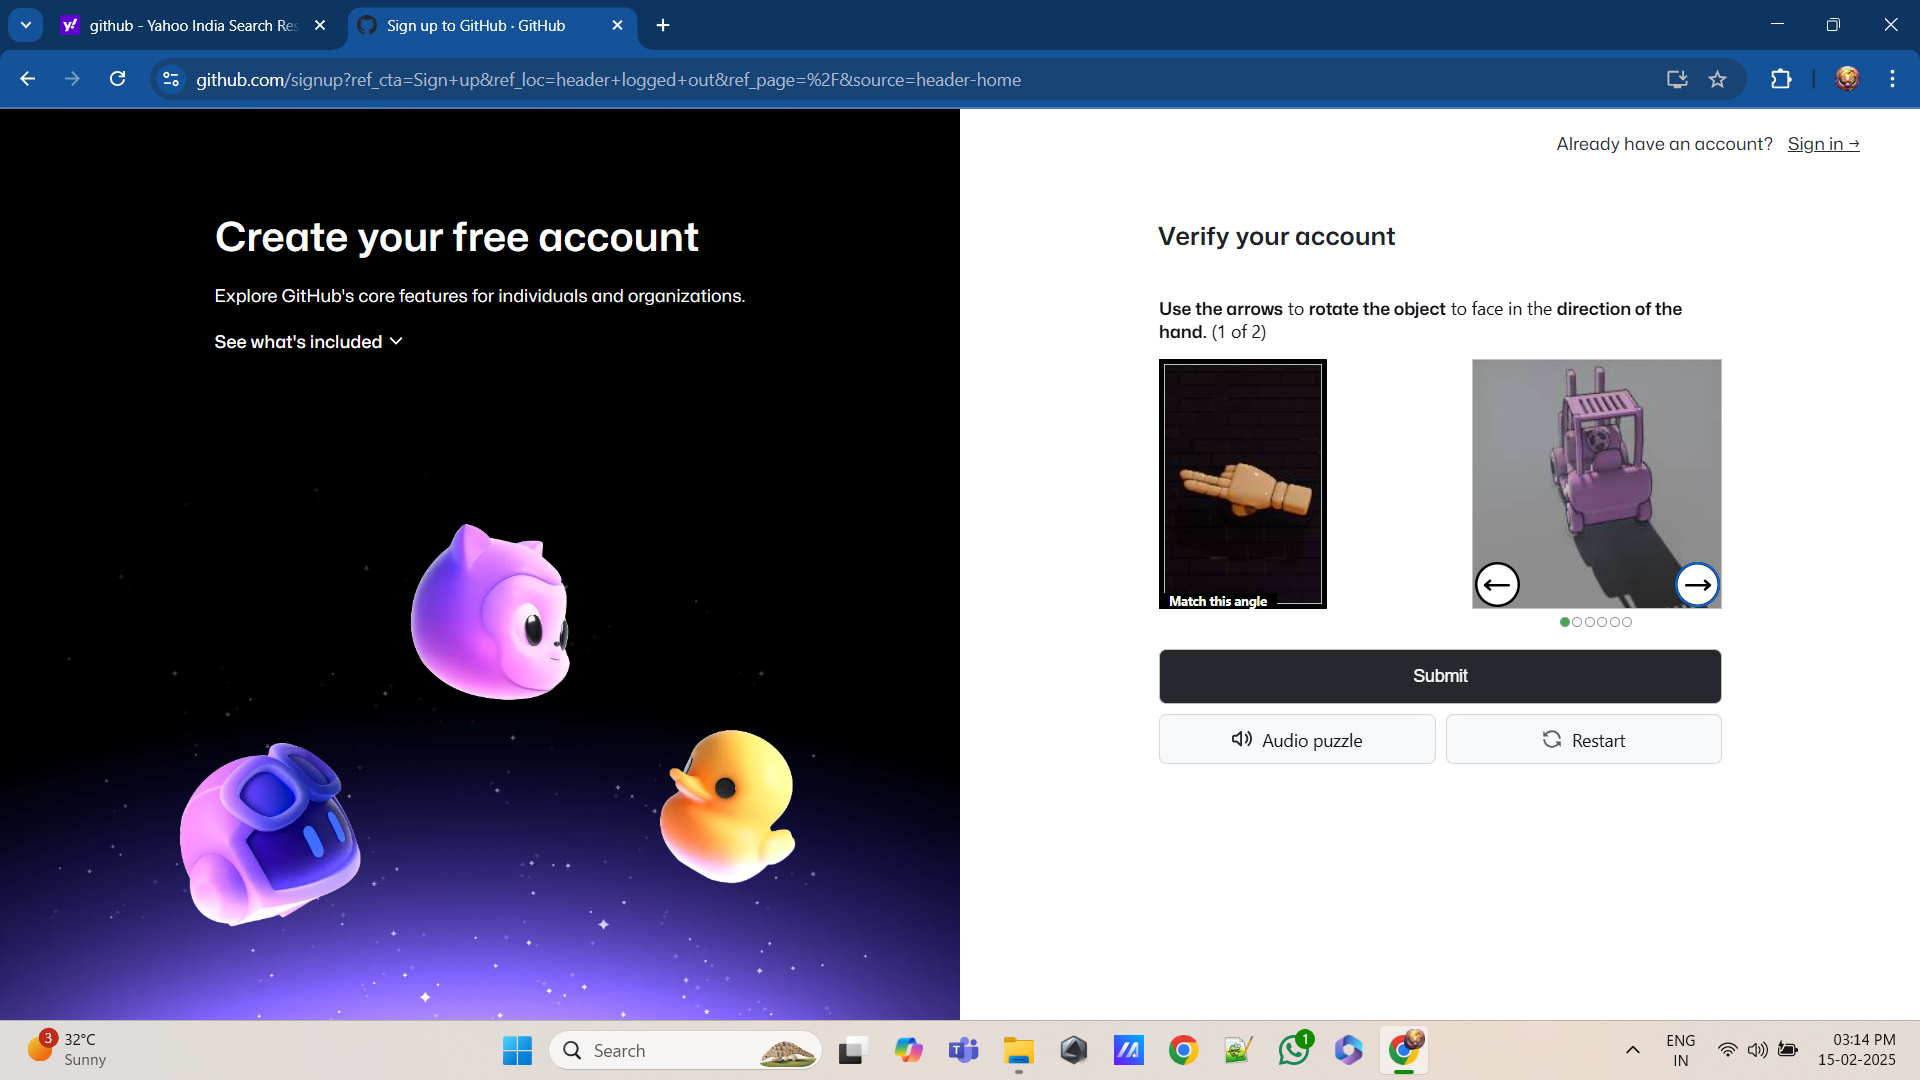 github - Yahoo India Search Res
Sign up to GitHub · GitHub
github.com/signup?ref_cta=Sign+up&ref_loc=header+logged+out&ref_page=%2F&source=header-home
Already have an account? Sign in →
Create your free account
Explore GitHub's core features for individuals and organizations.
See what's included
Verify your account
Use the arrows to rotate the object to face in the direction of the
hand. (1 of 2)
Match this angle
Submit
Audio puzzle
Restart
3
32°C
Sunny
Search
1
ENG
IN
03:14 PM
15-02-2025